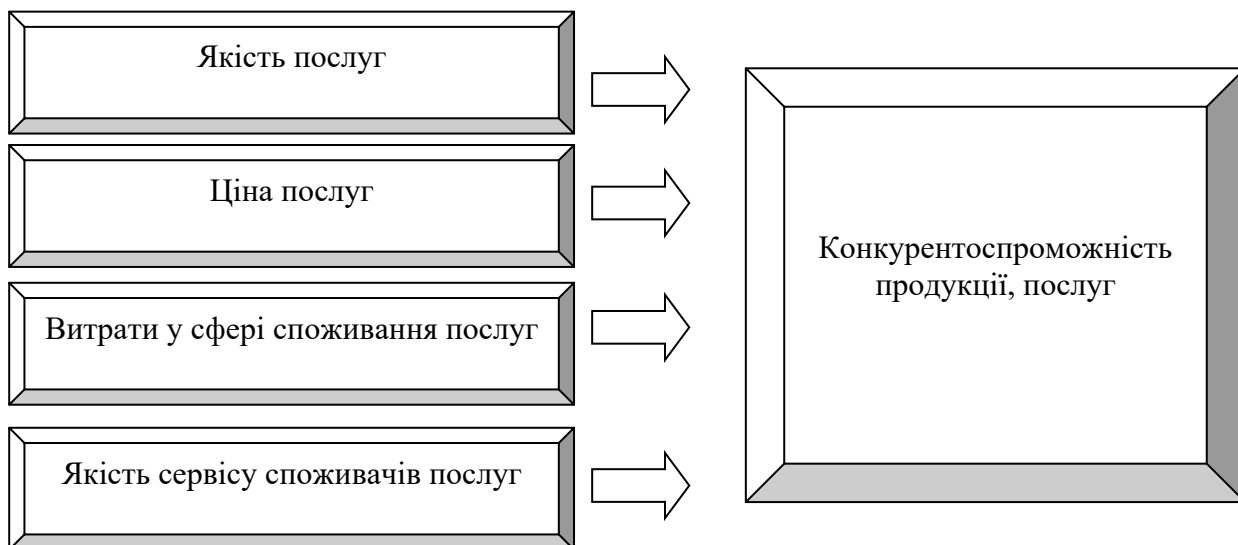 Якість послуг
Ціна послуг
Витрати у сфері споживання послуг
Якість сервісу споживачів послуг
Конкурентоспроможність
продукції, послуг